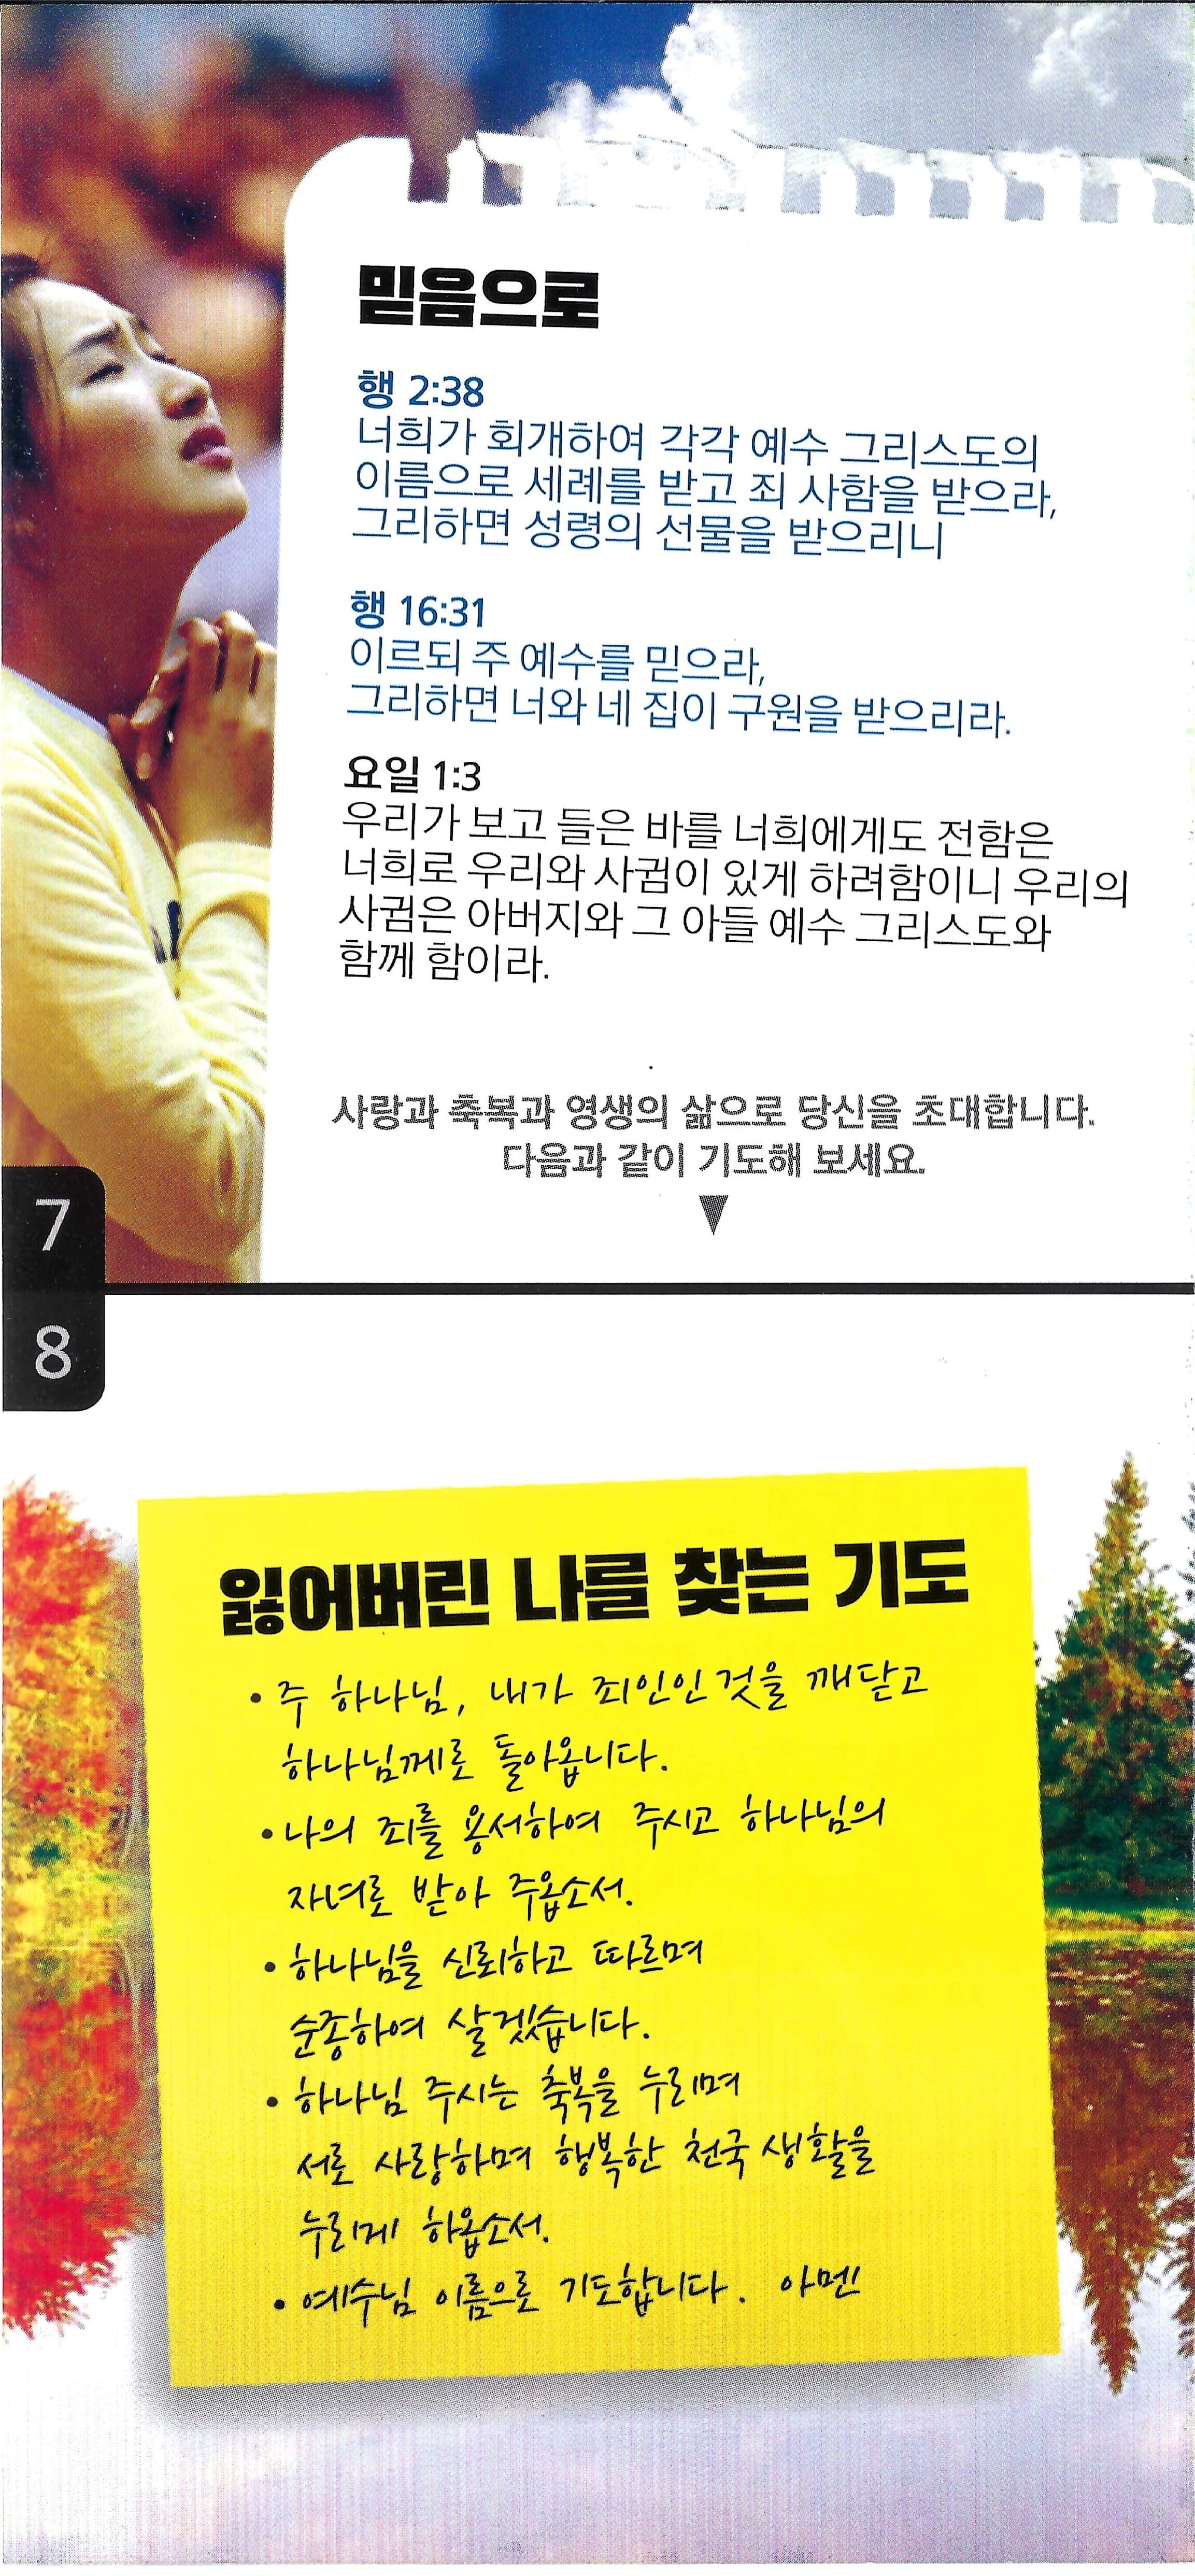 믿음으로
행 2:38
너희가 회개하여 각각 예수 그리스도의
이름으로 세례를 받고 죄 사함을 받으라,
그리하면 성령의 선물을 받으리니
행 16:31
이르되 주 예수를 믿으라,
그리하면 너와 네 집이 구원을 받으리라.
요일 1:3
우리가 보고 들은 바를 너희에게도 전함은
너희로 우리와 사귐이 있게 하려함이니 우리의
사귐은 아버지와 그 아들 예수 그리스도와
함께 함이라.
사랑과 축복과 영생의 삶으로 당신을 초대합니다.
다음과 같이 기도해 보세요.
▼
7
8
잃어버린 나를 찾는 기도
• 주 하나님, 내가 죄인인 것을 깨닫고
하나님께로 돌아옵니다.
• 나의 죄를 용서하여 주시고 하나님의
자녀로 받아 주옵소서.
• 하나님을 신뢰하고 따르며
순종하여 살겠습니다.
• 하나님 주시는 축복을 누리며
서로 사랑하며 행복한 천국 생활을
누리게 하옵소서.
• 예수님 이름으로 기도합니다. 아멘!